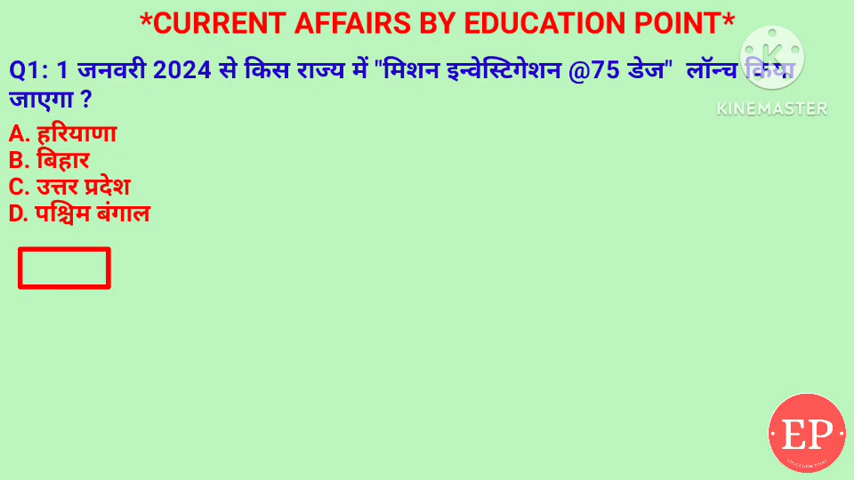 *CURRENT AFFAIRS BY EDUCATION POINT*
Q1: 1 जनवरी 2024 से किस राज्य में "मिशन इन्वेस्टिगेशन @75 डेज" लॉन्च किया
जाएगा ?
KINEMASTER
A. हरियाणा
B. बिहार
C. उत्तर प्रदेश
D. पश्चिम बंगाल
EP